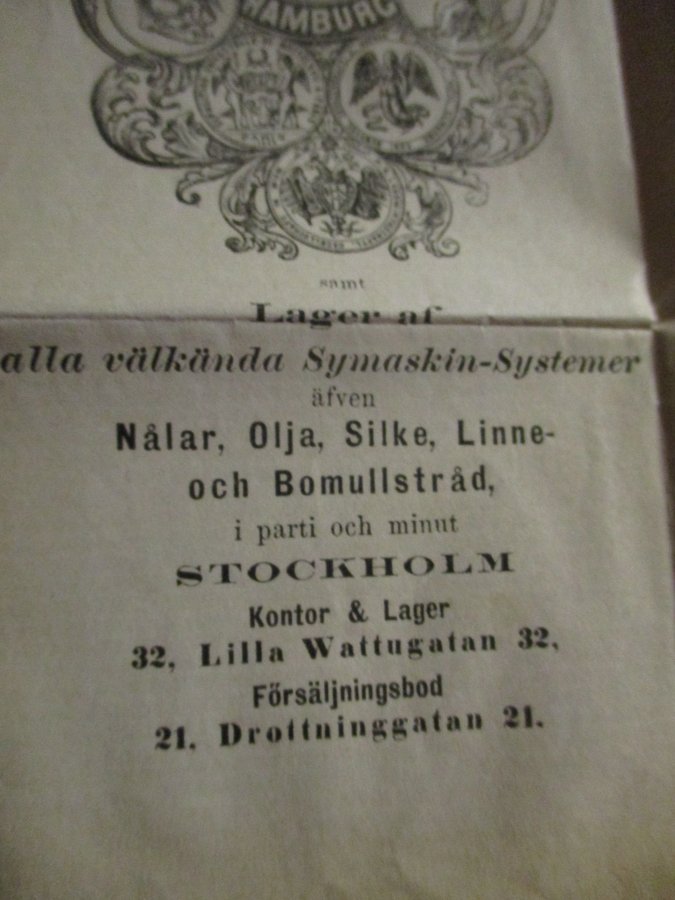 HAMBURG
PARIS
samt
Lager af
alla välkända Symaskin-Systemer
äfven
Nålar, Olja, Silke, Linne-
och Bomullstråd,
i parti och minut
STOCKHOLM
Kontor & Lager
32, Lilla Wattugatan 32,
Försäljningsbod
21, Drottninggatan 21.